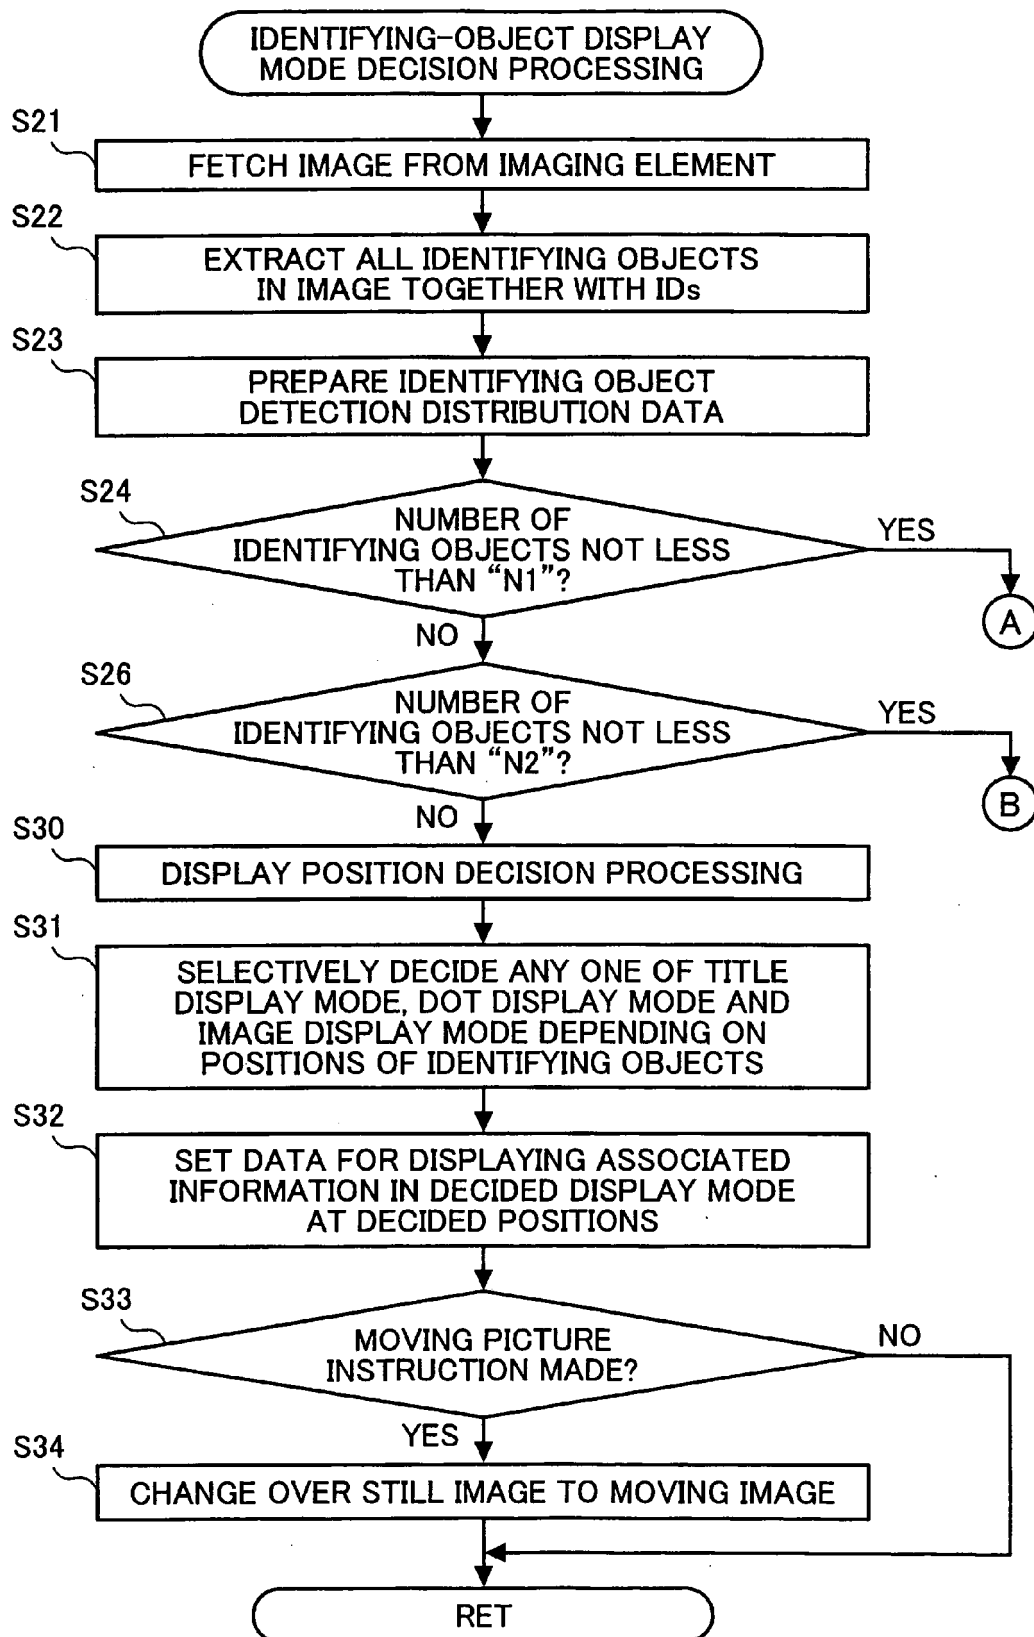 IDENTIFYING-OBJECT DISPLAY
MODE DECISION PROCESSING
S21
FETCH IMAGE FROM IMAGING ELEMENT
S22
EXTRACT ALL IDENTIFYING OBJECTS
IN IMAGE TOGETHER WITH IDs
S23
PREPARE IDENTIFYING OBJECT
DETECTION DISTRIBUTION DATA
S24
NUMBER OF
IDENTIFYING OBJECTS NOT LESS
THAN “N1”?
YES
A
NO
S26
NUMBER OF
IDENTIFYING OBJECTS NOT LESS
THAN “N2”?
YES
B
NO
S30
DISPLAY POSITION DECISION PROCESSING
S31
SELECTIVELY DECIDE ANY ONE OF TITLE
DISPLAY MODE, DOT DISPLAY MODE AND
IMAGE DISPLAY MODE DEPENDING ON
POSITIONS OF IDENTIFYING OBJECTS
S32
SET DATA FOR DISPLAYING ASSOCIATED
INFORMATION IN DECIDED DISPLAY MODE
AT DECIDED POSITIONS
S33
MOVING PICTURE
INSTRUCTION MADE?
NO
YES
S34
CHANGE OVER STILL IMAGE TO MOVING IMAGE
RET